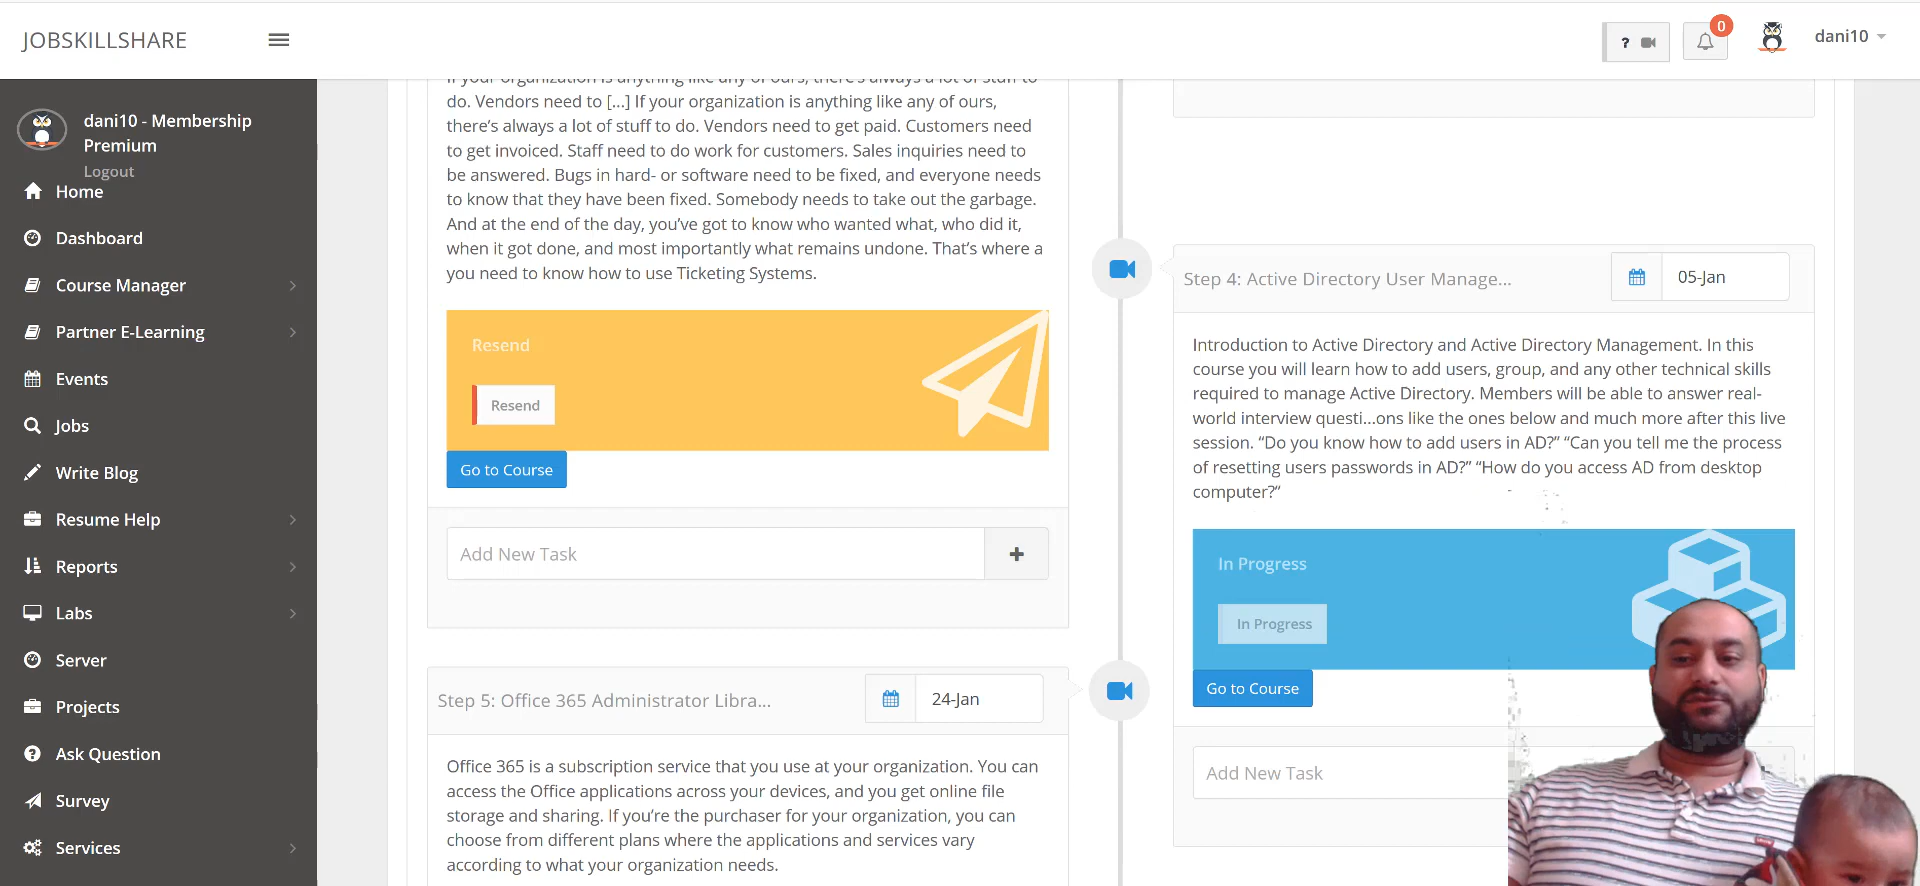 JOBSKILLSHARE
?
0
dani10
dani10 - Membership
Premium
Logout
Home
Dashboard
Course Manager
Partner E-Learning
Events
Jobs
Write Blog
Resume Help
Reports
Labs
Server
Projects
Ask Question
Survey
Services
If your organization is anything like any of ours, there's always a lot of stuff to
do. Vendors need to [...] If your organization is anything like any of ours,
there's always a lot of stuff to do. Vendors need to get paid. Customers need
to get invoiced. Staff need to do work for customers. Sales inquiries need to
be answered. Bugs in hard- or software need to be fixed, and everyone needs
to know that they have been fixed. Somebody needs to take out the garbage.
And at the end of the day, you've got to know who wanted what, who did it,
when it got done, and most importantly what remains undone. That's where a
you need to know how to use Ticketing Systems.
Resend
Resend
Go to Course
Add New Task
+
Step 4: Active Directory User Manage...
05-Jan
Introduction to Active Directory and Active Directory Management. In this
course you will learn how to add users, group, and any other technical skills
required to manage Active Directory. Members will be able to answer real-
world interview questi...ons like the ones below and much more after this live
session. “Do you know how to add users in AD?” “Can you tell me the process
of resetting users passwords in AD?” “How do you access AD from desktop
computer?”
In Progress
In Progress
Go to Course
Add New Task
Step 5: Office 365 Administrator Libra...
24-Jan
Office 365 is a subscription service that you use at your organization. You can
access the Office applications across your devices, and you get online file
storage and sharing. If you're the purchaser for your organization, you can
choose from different plans where the applications and services vary
according to what your organization needs.